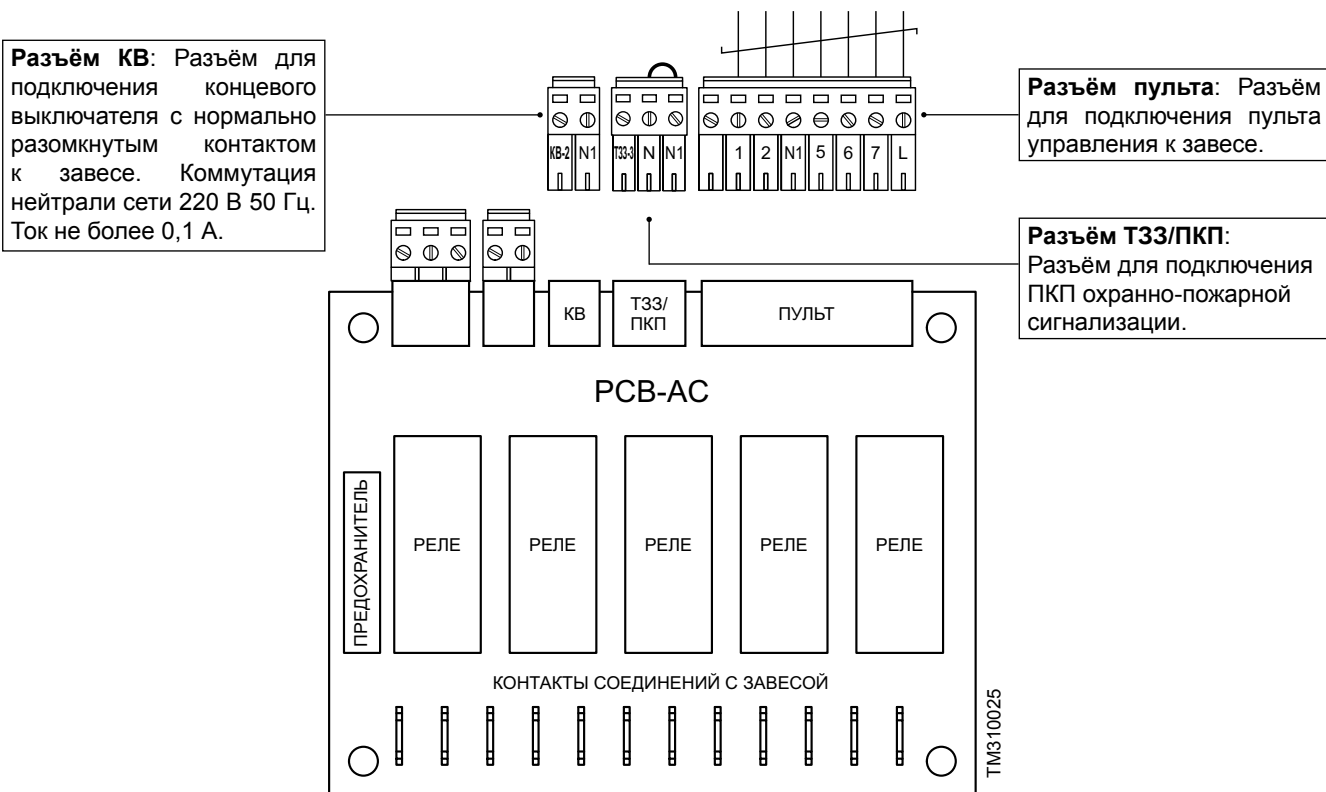 Разъём КВ: Разъём для
подключения концевого
выключателя с нормально
разомкнутым контактом
к завесе. Коммутация
нейтрали сети 220 В 50 Гц.
Ток не более 0,1 А.
КВ-2 N1
ТЗЗ-3 N N1
1 2 N1 5 6 7 L
Разъём пульта: Разъём
для подключения пульта
управления к завесе.
Разъём ТЗЗ/ПКП:
Разъём для подключения
ПКП охранно-пожарной
сигнализации.
КВ
ТЗЗ/
ПКП
ПУЛЬТ
PCB-AC
ПРЕДОХРАНИТЕЛЬ
РЕЛЕ РЕЛЕ РЕЛЕ РЕЛЕ РЕЛЕ
КОНТАКТЫ СОЕДИНЕНИЙ С ЗАВЕСОЙ
TM310025